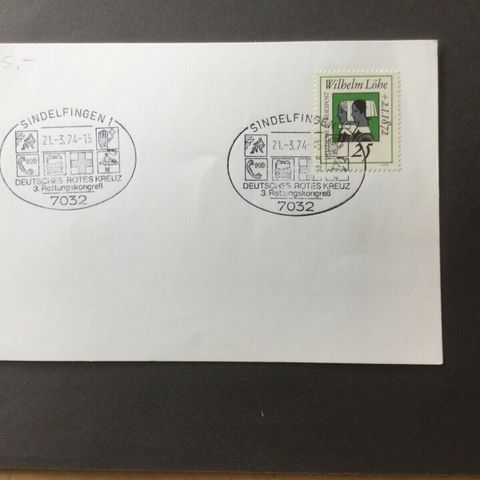 5,-
SINDELFINGEN 1
21.-3.74-15
DEUTSCHES ROTES KREUZ
3. Rettungskongreß
7032
SINDELFINGEN
21.-3.74-15
DEUTSCHES ROTES KREUZ
3. Rettungskongreß
7032
Wilhelm Löhe
+2.1.1872
BUNDESPOST
25